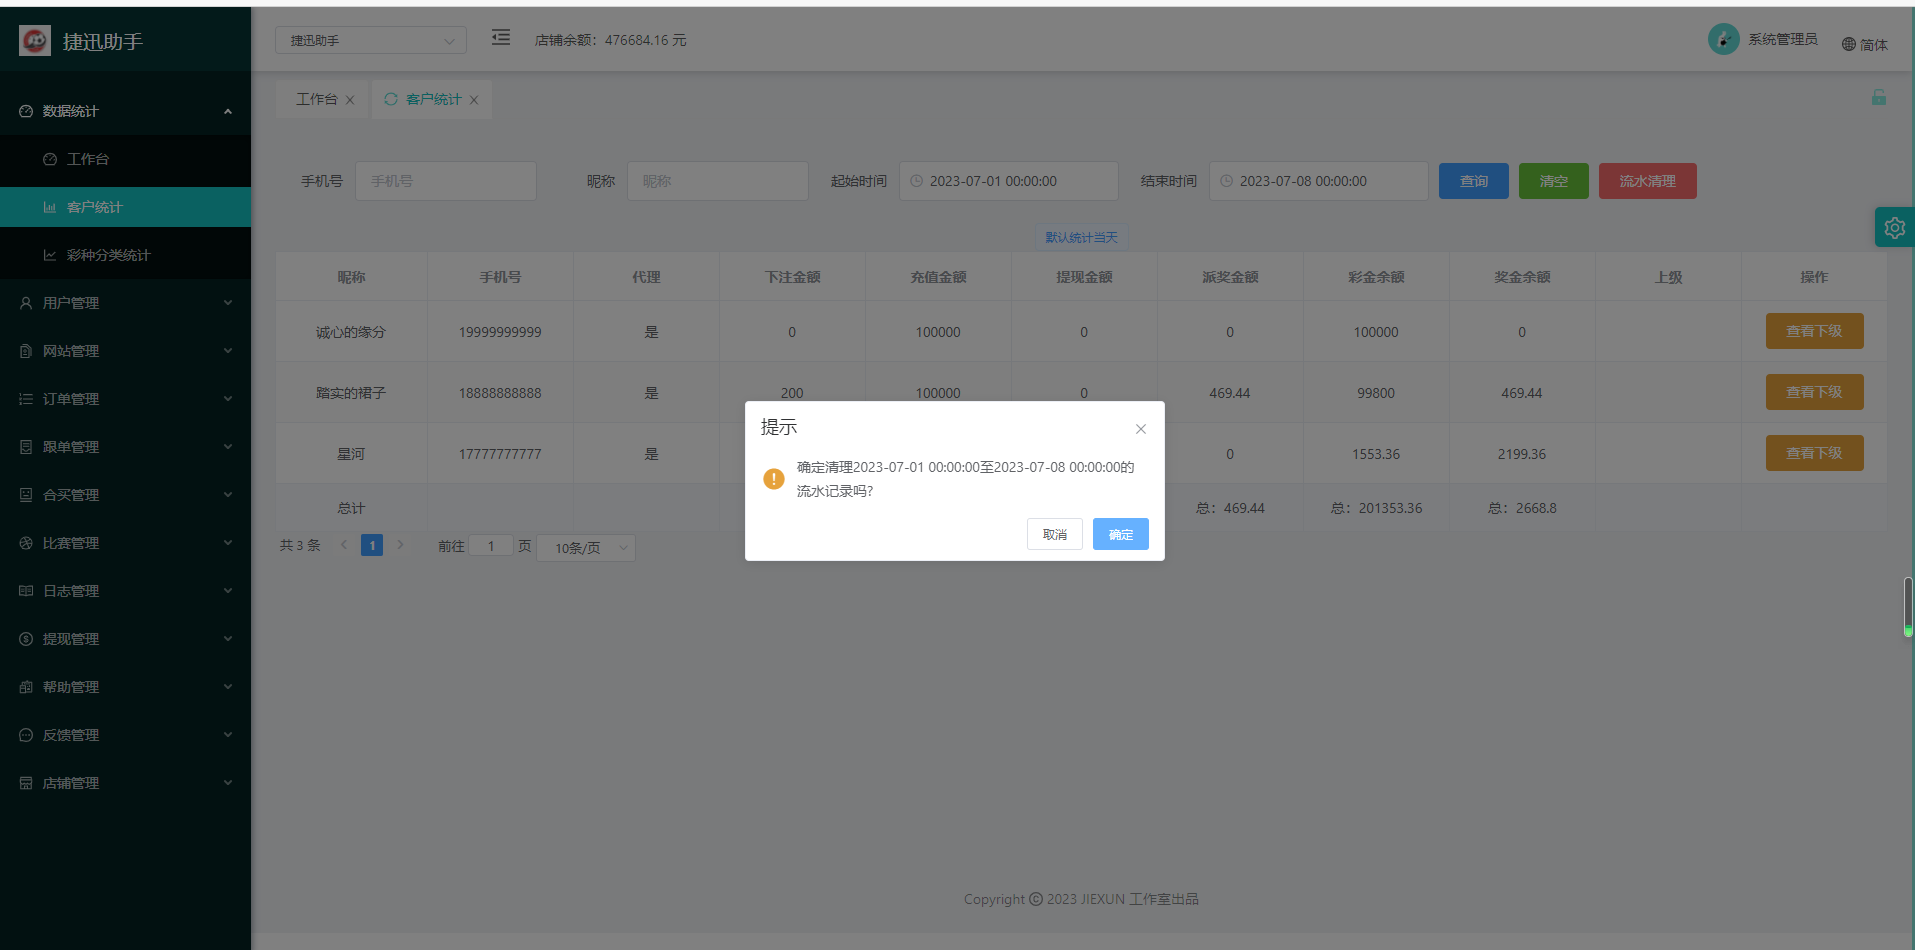 捷迅助手
捷迅助手
店铺余额：476684.16 元
系统管理员
简体
数据统计
工作台
客户统计
彩种分类统计
用户管理
网站管理
订单管理
跟单管理
合买管理
比赛管理
日志管理
提现管理
帮助管理
反馈管理
店铺管理
工作台 客户统计
手机号 手机号 昵称 昵称 起始时间 2023-07-01 00:00:00 结束时间 2023-07-08 00:00:00 查询 清空 流水清理
默认统计当天
昵称 手机号 代理 下注金额 充值金额 提现金额 派奖金额 彩金余额 奖金余额 上级 操作
诚心的缘分 19999999999 是 0 100000 0 0 100000 0 查看下级
踏实的裙子 18888888888 是 200 100000 0 469.44 99800 469.44 查看下级
星河 17777777777 是 0 1553.36 2199.36 查看下级
总计 总：469.44 总：201353.36 总：2668.8
共 3 条 1 前往 1 页 10条/页
提示
确定清理2023-07-01 00:00:00至2023-07-08 00:00:00的
流水记录吗?
取消 确定
Copyright © 2023 JIEXUN 工作室出品